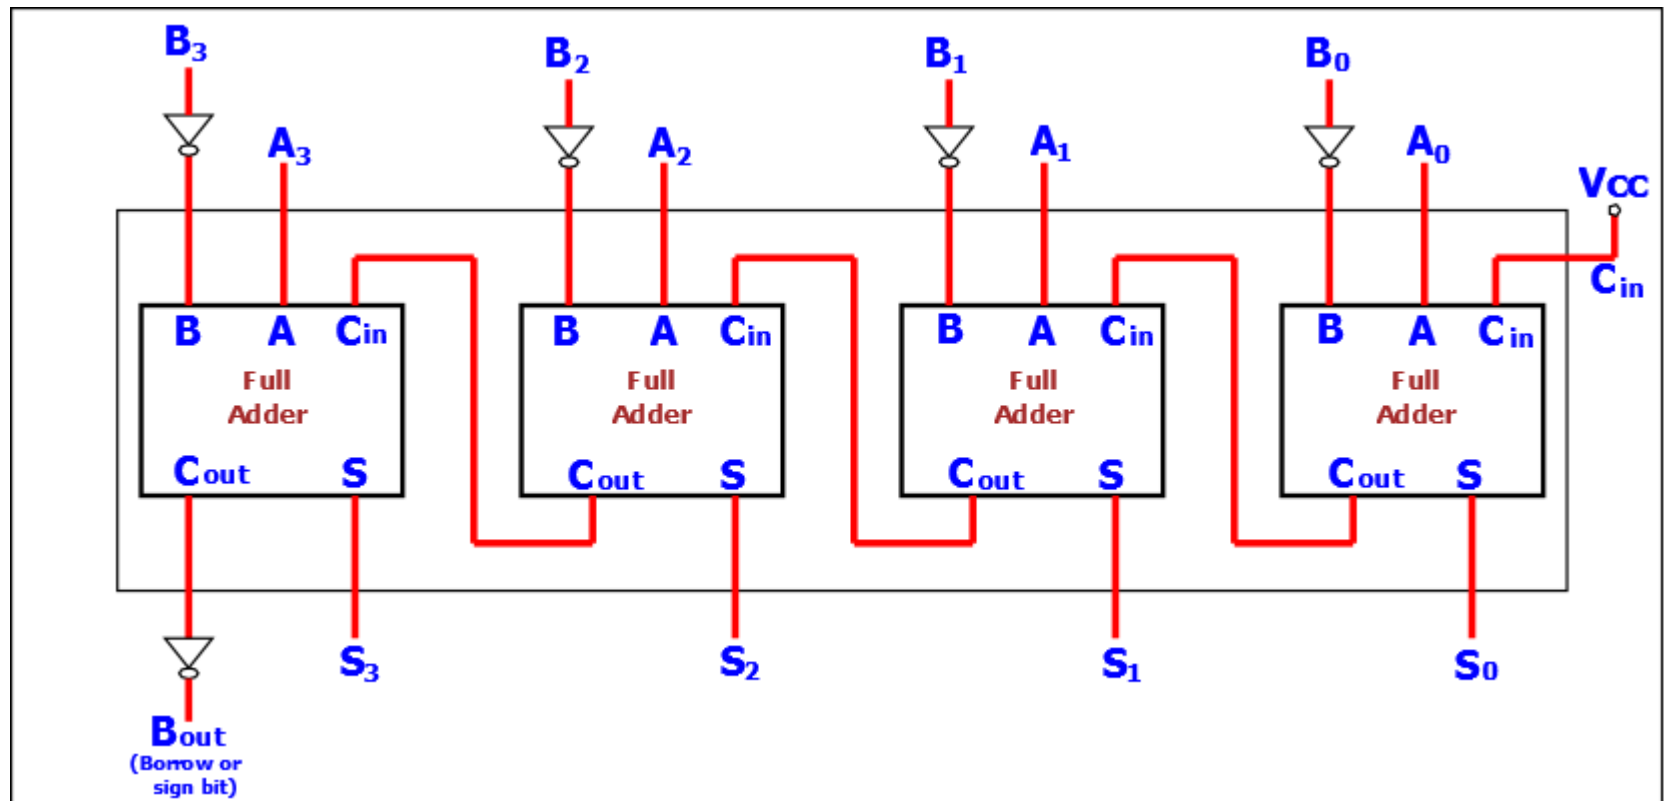 B3 B2 B1 B0
A3 A2 A1 A0
Vcc
Cin
B A Cin B A Cin B A Cin B A Cin
Full Full Full Full
Adder Adder Adder Adder
Cout S Cout S Cout S Cout S
S3 S2 S1 S0
Bout
(Borrow or
sign bit)